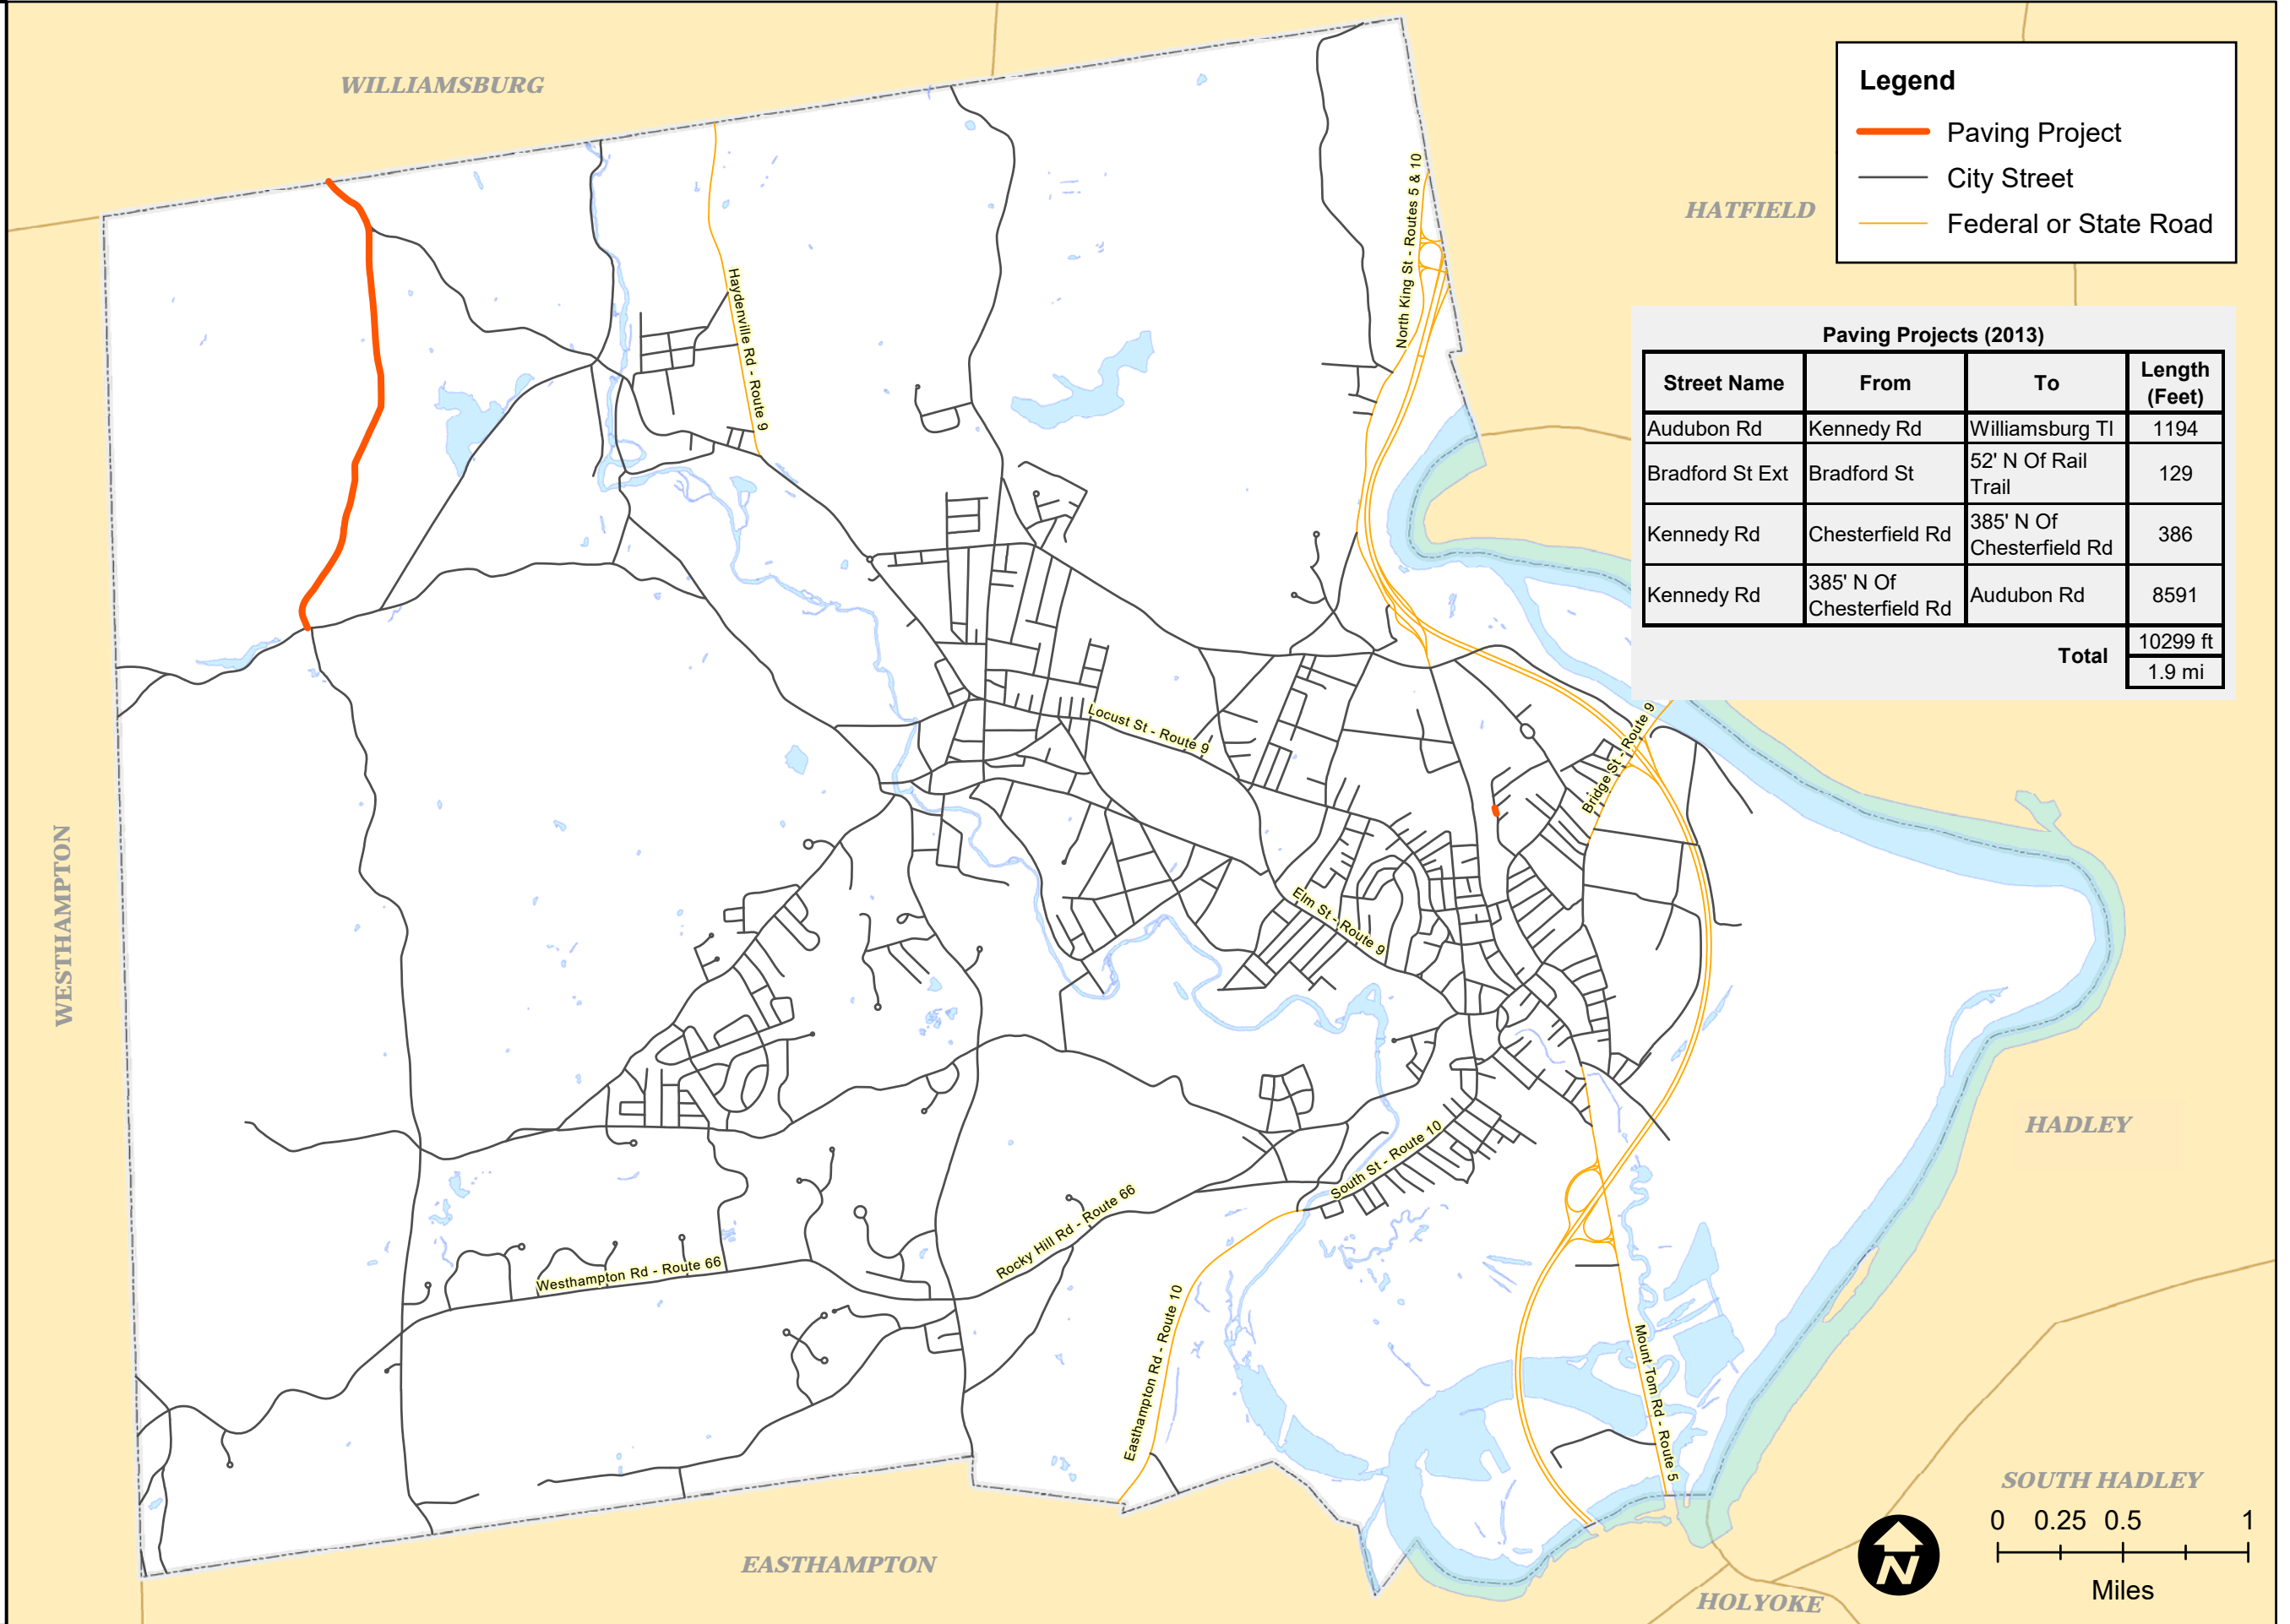 WILLIAMSBURG
HATFIELD
WESTHAMPTON
HADLEY
SOUTH HADLEY
EASTHAMPTON
HOLYOKE
Legend
Paving Project
City Street
Federal or State Road
Paving Projects (2013)
Street Name From To Length (Feet)
Audubon Rd Kennedy Rd Williamsburg Tl 1194
Bradford St Ext Bradford St 52' N Of Rail Trail 129
Kennedy Rd Chesterfield Rd 385' N Of Chesterfield Rd 386
Kennedy Rd 385' N Of Chesterfield Rd Audubon Rd 8591
Total 10299 ft
1.9 mi
North King St - Routes 5 & 10
Haydenville Rd - Route 9
Locust St - Route 9
Bridge St - Route 9
Elm St - Route 9
South St - Route 10
Rocky Hill Rd - Route 66
Westhampton Rd - Route 66
Easthampton Rd - Route 10
Mount Tom Rd - Route 5
N
0 0.25 0.5 1
Miles